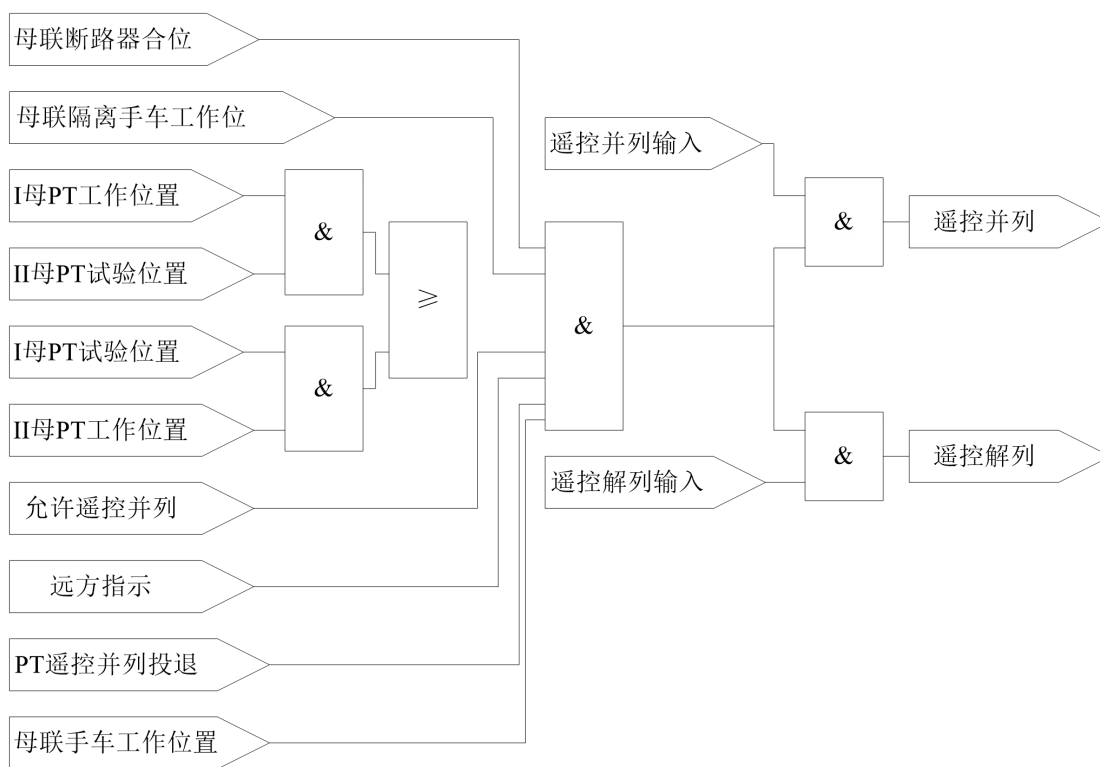 母联断路器合位
母联隔离手车工作位
遥控并列输入
I母PT工作位置
&
&
遥控并列
II母PT试验位置
≥
&
I母PT试验位置
&
II母PT工作位置
&
遥控解列
遥控解列输入
允许遥控并列
远方指示
PT遥控并列投退
母联手车工作位置